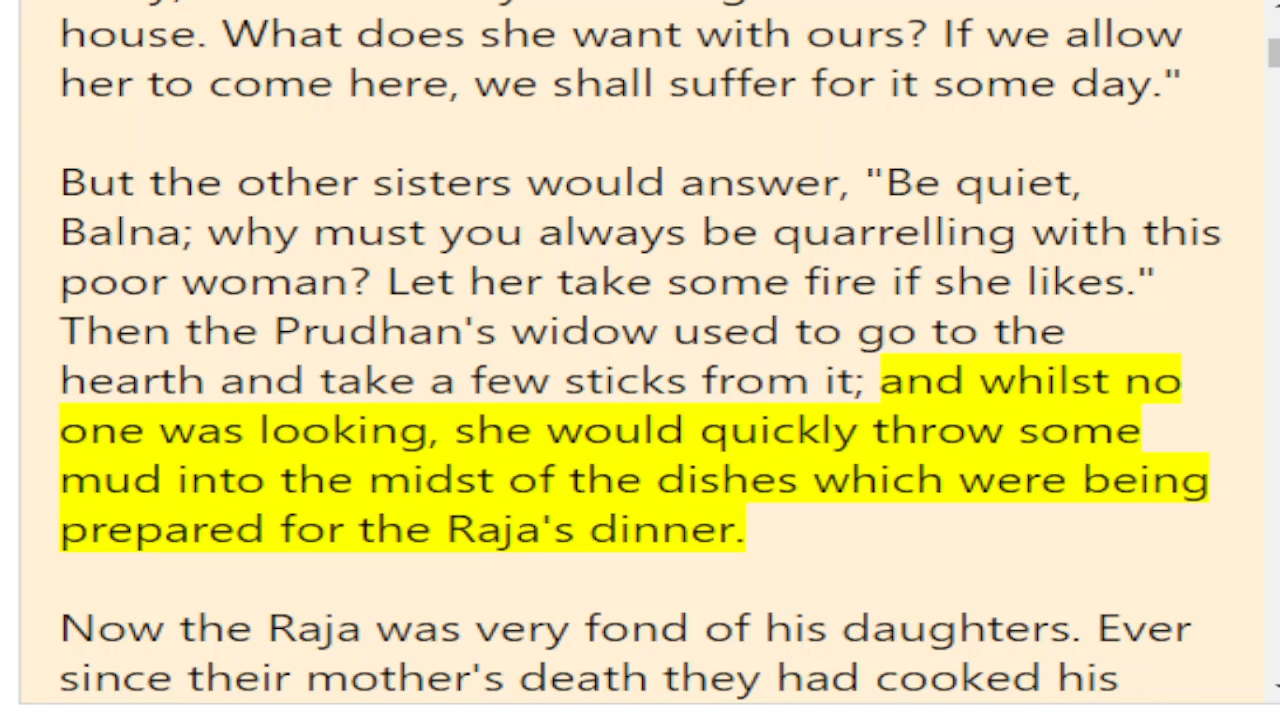 house. What does she want with ours? If we allow
her to come here, we shall suffer for it some day."
But the other sisters would answer, "Be quiet,
Balna; why must you always be quarrelling with this
poor woman? Let her take some fire if she likes."
Then the Prudhan's widow used to go to the
hearth and take a few sticks from it; and whilst no
one was looking, she would quickly throw some
mud into the midst of the dishes which were being
prepared for the Raja's dinner.
Now the Raja was very fond of his daughters. Ever
since their mother's death they had cooked his